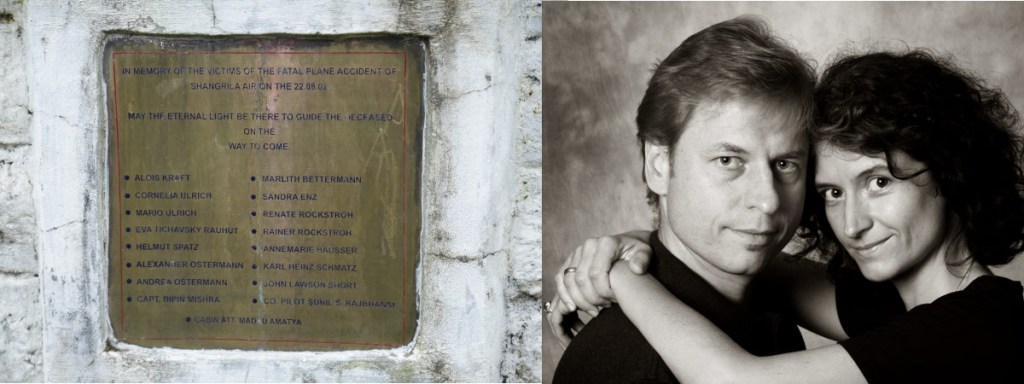 IN MEMORY OF THE VICTIMS OF THE FATAL PLANE ACCIDENT OF
SHANGRILA AIR ON THE 22.08.02
MAY THE ETERNAL LIGHT BE THERE TO GUIDE THE DECEASED
ON THE
WAY TO COME.
• ALOIS KRAFT
• CORNELIA ULRICH
• MARIO ULRICH
• EVA TICHAVSKY RAUHUT
• HELMUT SPATZ
• ALEXANDER OSTERMANN
• ANDREA OSTERMANN
• CAPT. BIPIN MISHRA
• MARLITH BETTERMANN
• SANDRA ENZ
• RENATE ROCKSTROH
• RAINER ROCKSTROH
• ANNEMARIE HAUSSER
• KARL HEINZ SCHMATZ
• JOHN LAWSON SHORT
• CO. PILOT SUNIL S. RAJBHANDARI
• CABIN ATT. MADHU AMATYA